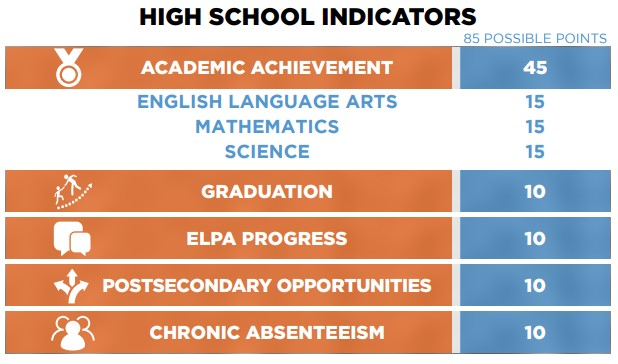 HIGH SCHOOL INDICATORS
85 POSSIBLE POINTS
ACADEMIC ACHIEVEMENT 45
ENGLISH LANGUAGE ARTS 15
MATHEMATICS 15
SCIENCE 15
GRADUATION 10
ELPA PROGRESS 10
POSTSECONDARY OPPORTUNITIES 10
CHRONIC ABSENTEEISM 10